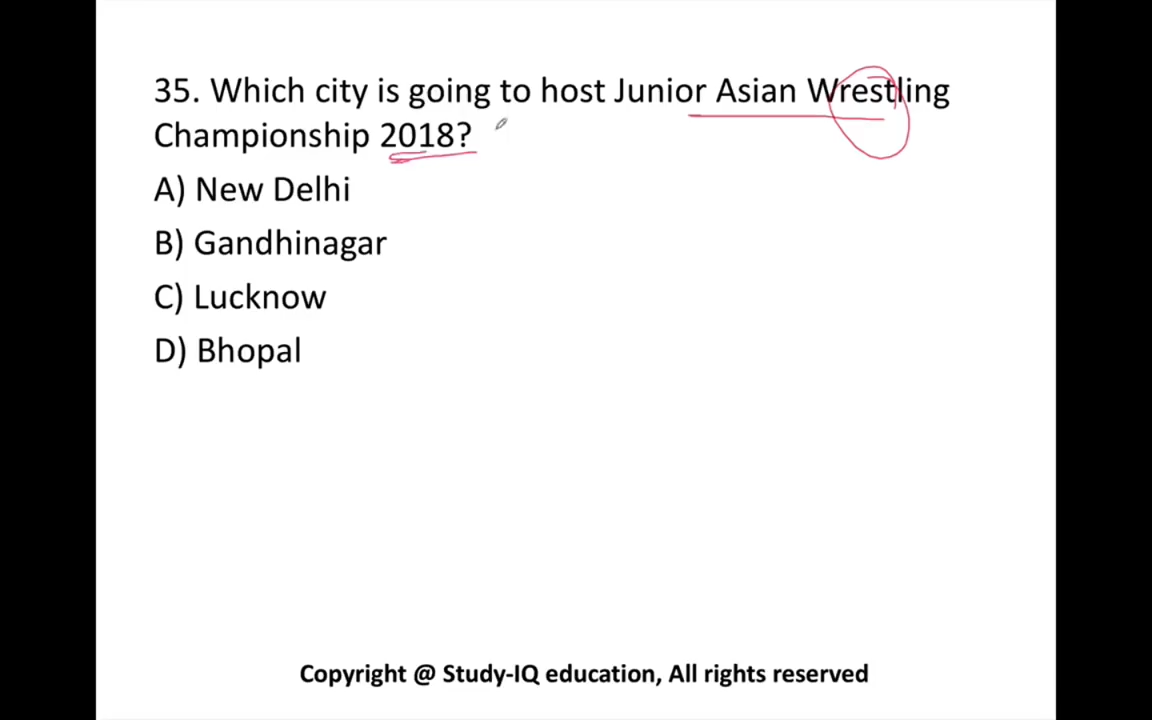 35. Which city is going to host Junior Asian Wrestling
Championship 2018?
A) New Delhi
B) Gandhinagar
C) Lucknow
D) Bhopal
Copyright @ Study-IQ education, All rights reserved